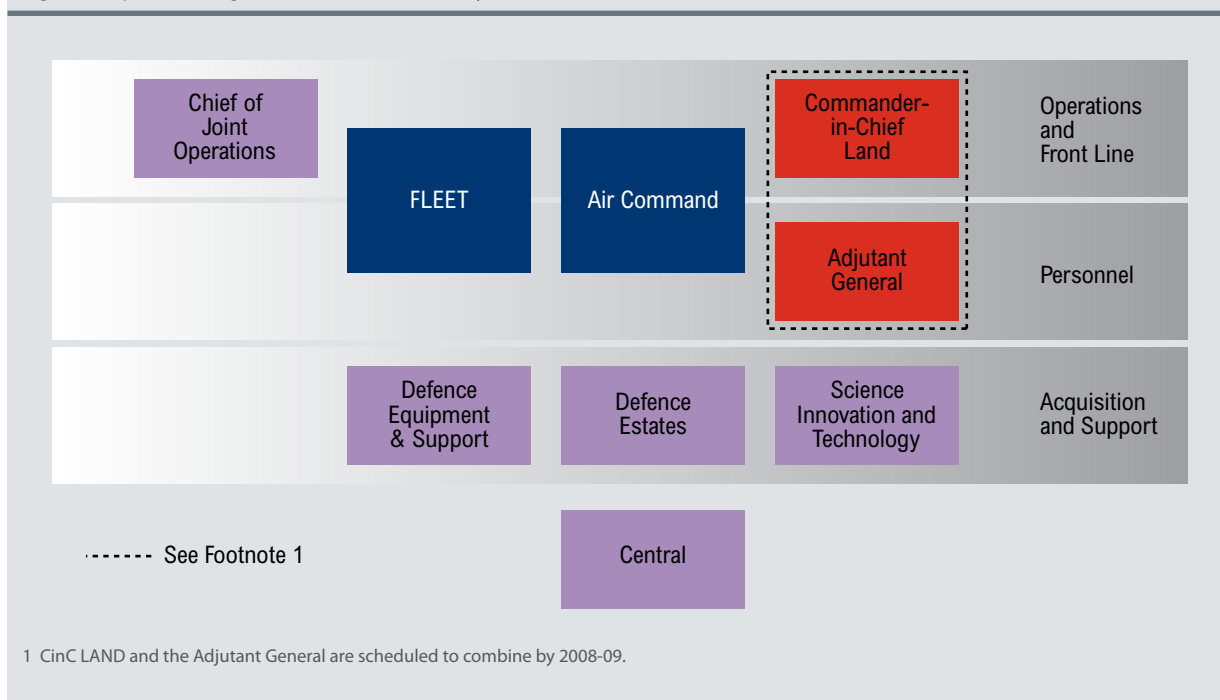 Chief of
Joint
Operations
FLEET
Air Command
Commander-
in-Chief
Land
Operations
and
Front Line
Adjutant
General
Personnel
Defence
Equipment
& Support
Defence
Estates
Science
Innovation and
Technology
Acquisition
and Support
See Footnote 1
Central
1 CinC LAND and the Adjutant General are scheduled to combine by 2008-09.